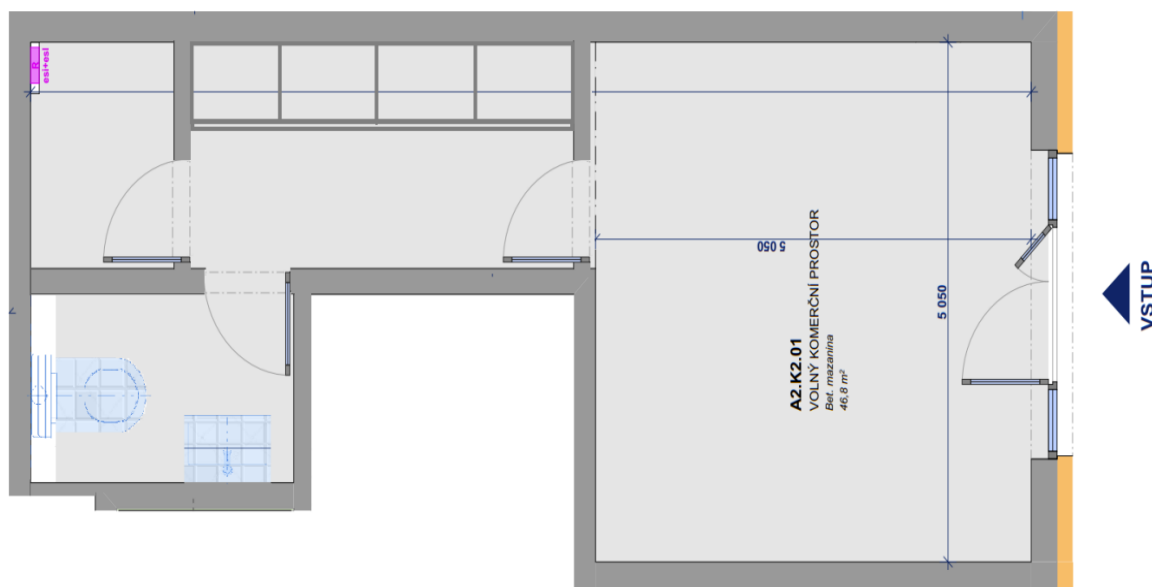 R
esi+esi
5 050
5 050
A2.K2.01
VOLNÝ KOMERČNÍ PROSTOR
Bet. mazanina
46,8 m²
VSTUP